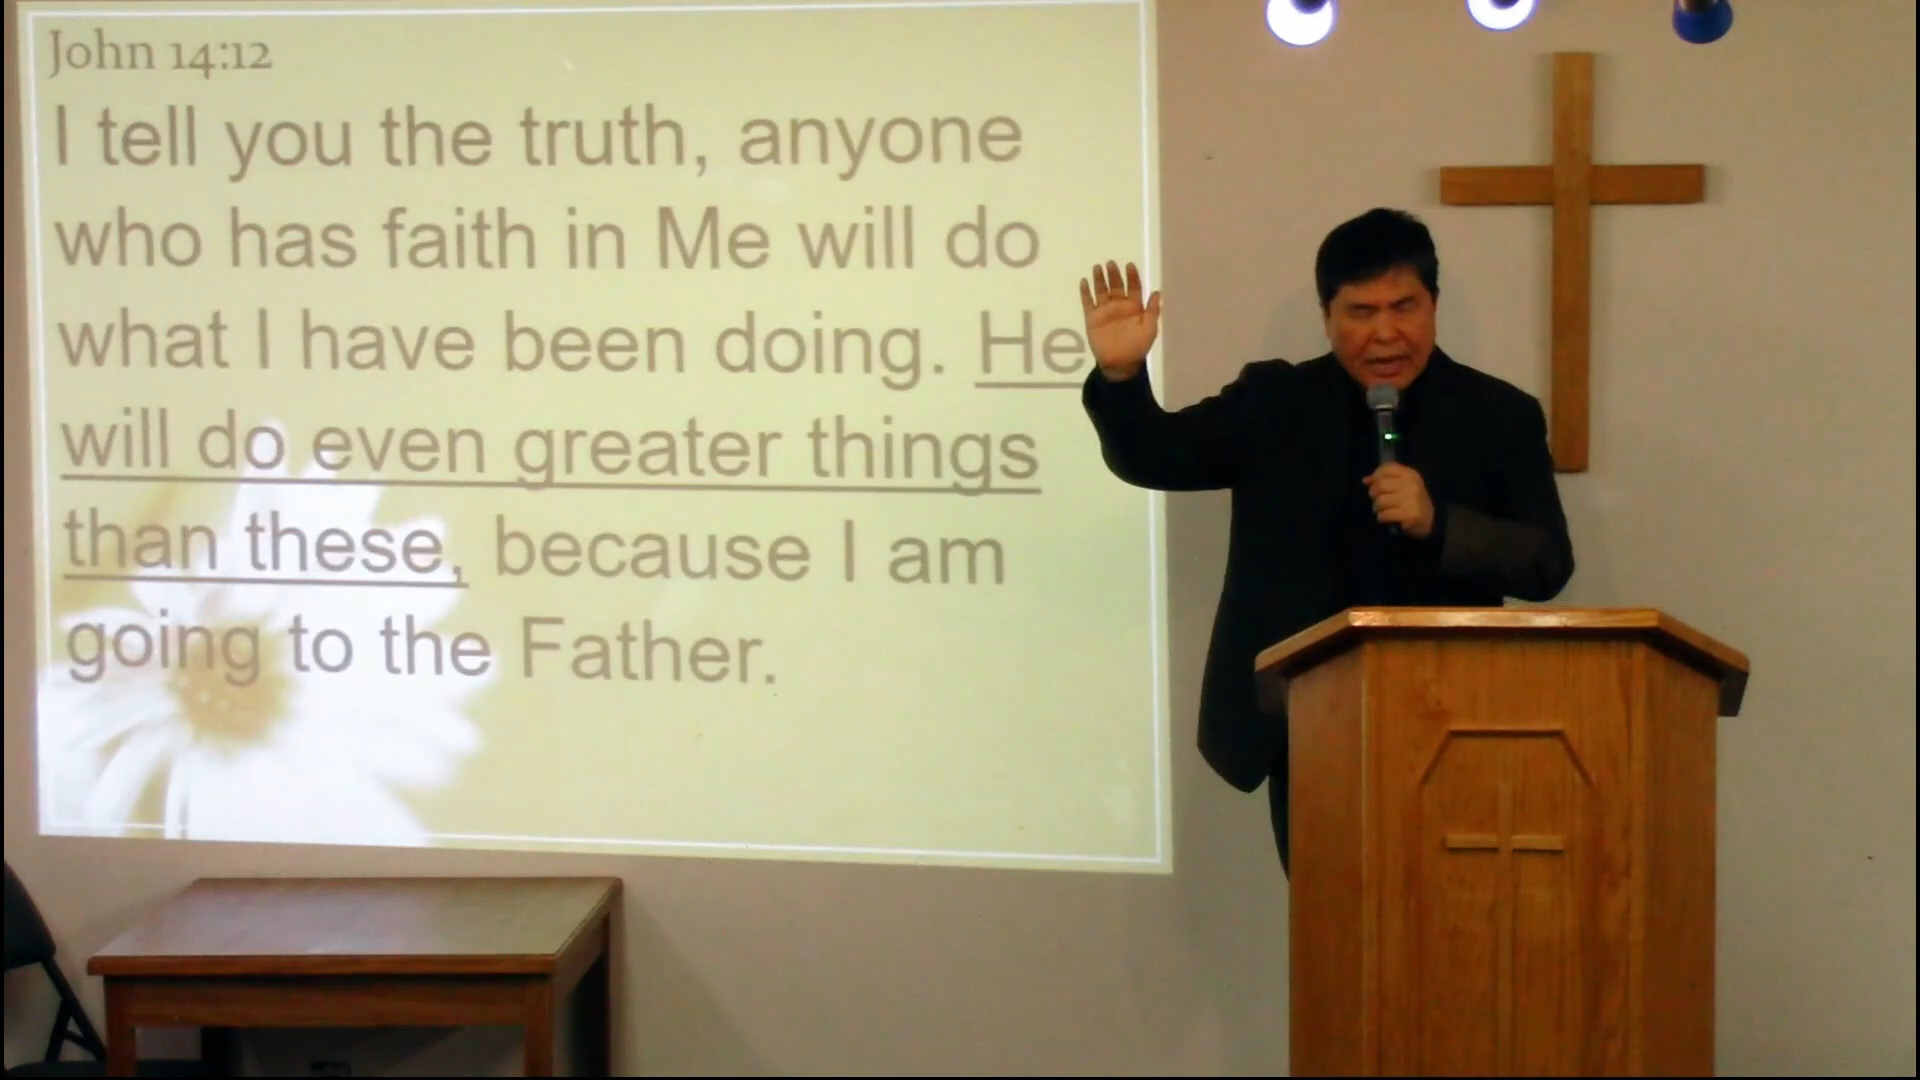 John 14:12
I tell you the truth, anyone
who has faith in Me will do
what I have been doing. He
will do even greater things
than these, because I am
going to the Father.